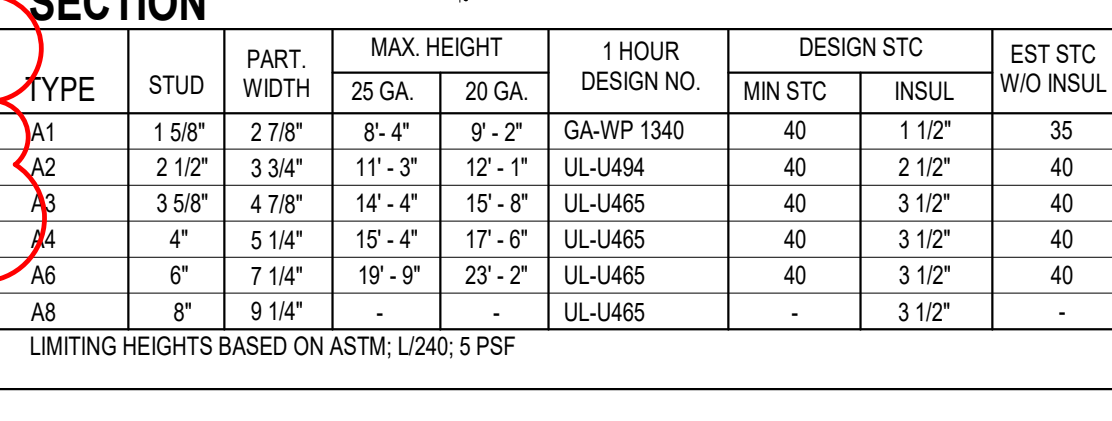 SECTION
TYPE STUD PART. WIDTH MAX. HEIGHT 25 GA. 20 GA. 1 HOUR DESIGN NO. DESIGN STC MIN STC INSUL EST STC W/O INSUL
A1 1 5/8" 2 7/8" 8'- 4" 9' - 2" GA-WP 1340 40 1 1/2" 35
A2 2 1/2" 3 3/4" 11' - 3" 12' - 1" UL-U494 40 2 1/2" 40
A3 3 5/8" 4 7/8" 14' - 4" 15' - 8" UL-U465 40 3 1/2" 40
A4 4" 5 1/4" 15' - 4" 17' - 6" UL-U465 40 3 1/2" 40
A6 6" 7 1/4" 19' - 9" 23' - 2" UL-U465 40 3 1/2" 40
A8 8" 9 1/4" - - UL-U465 - 3 1/2" -
LIMITING HEIGHTS BASED ON ASTM; L/240; 5 PSF